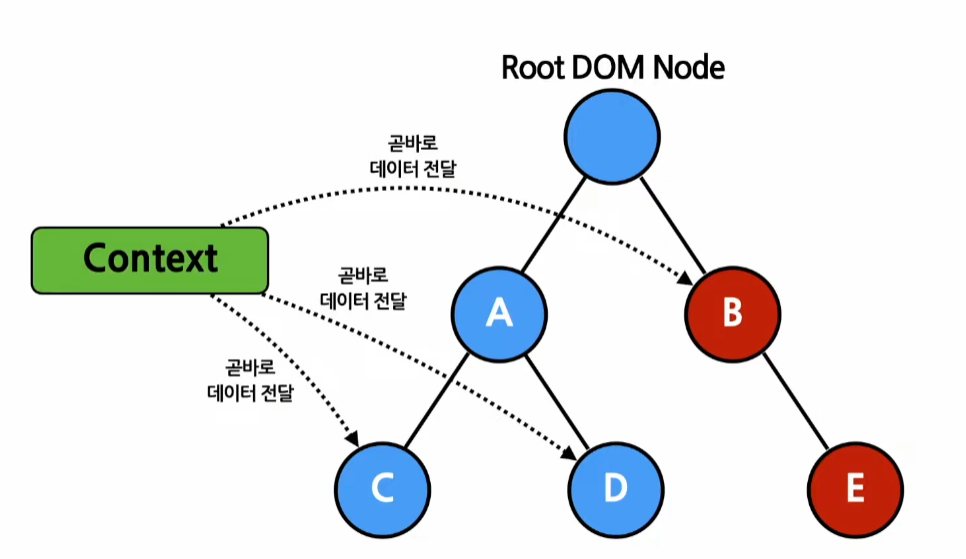 Root DOM Node
곧바로
데이터 전달
Context
곧바로
데이터 전달
A
B
곧바로
데이터 전달
C
D
E